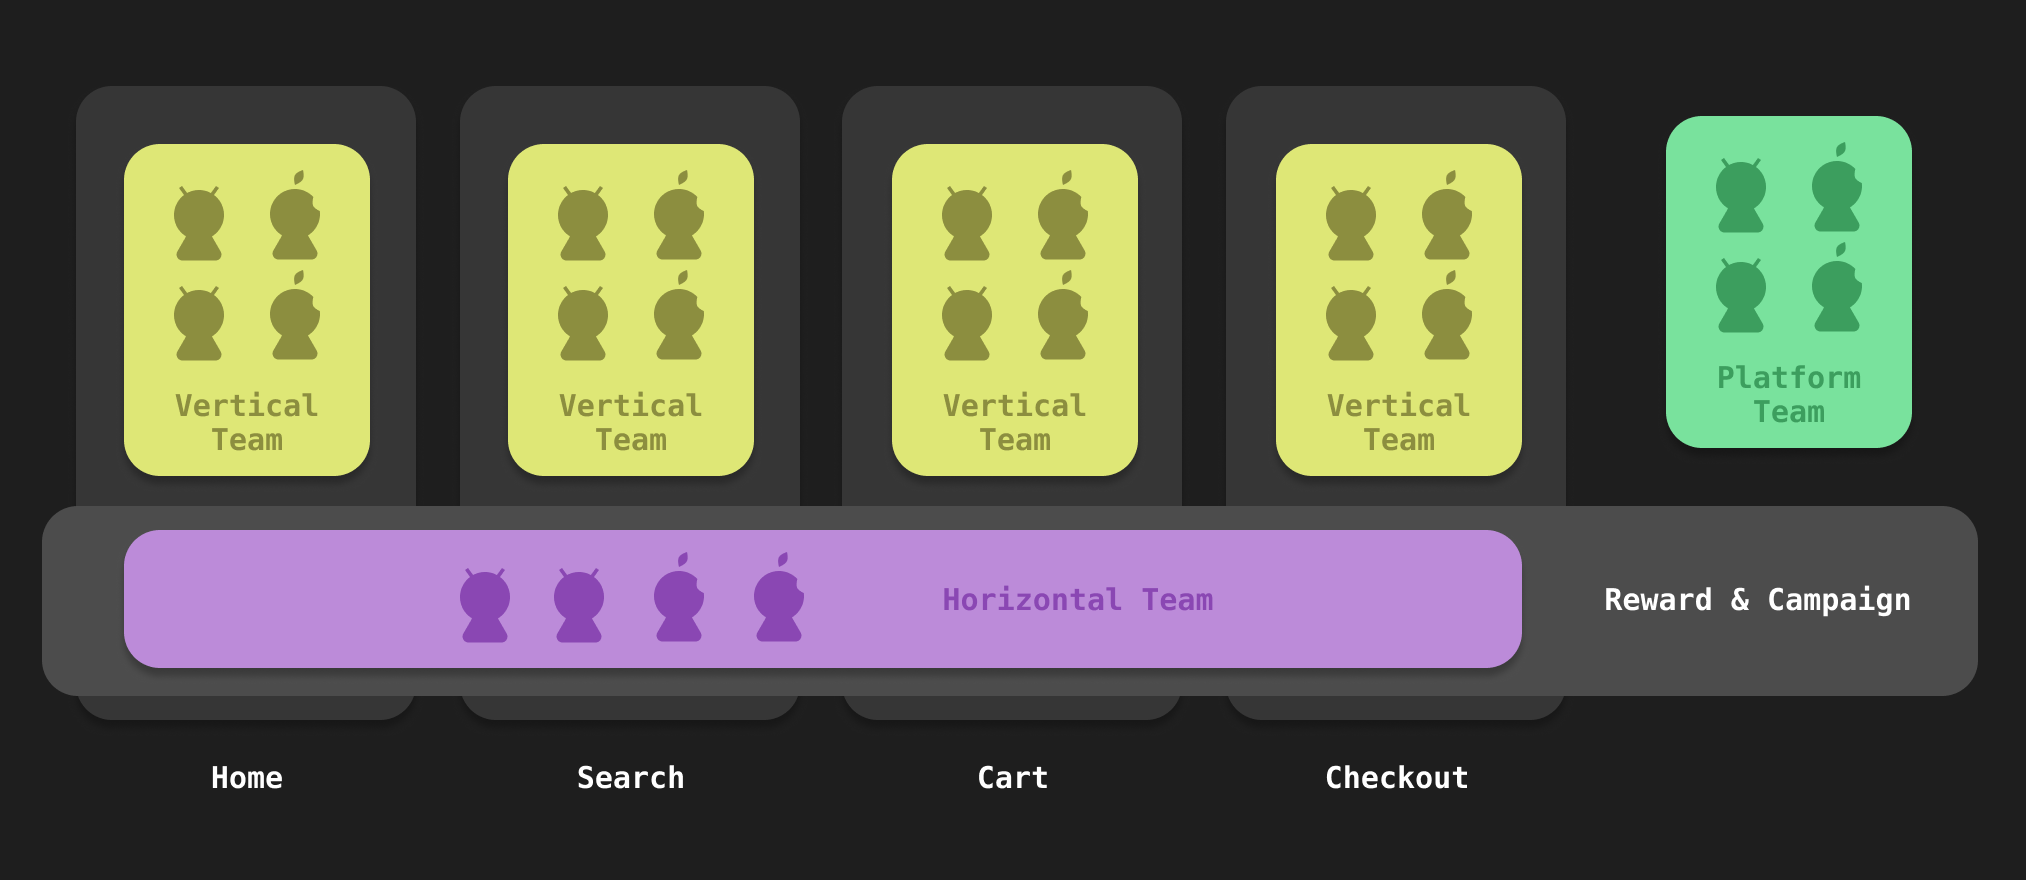 Vertical
Team
Vertical
Team
Vertical
Team
Vertical
Team
Platform
Team
Horizontal Team
Reward & Campaign
Home
Search
Cart
Checkout